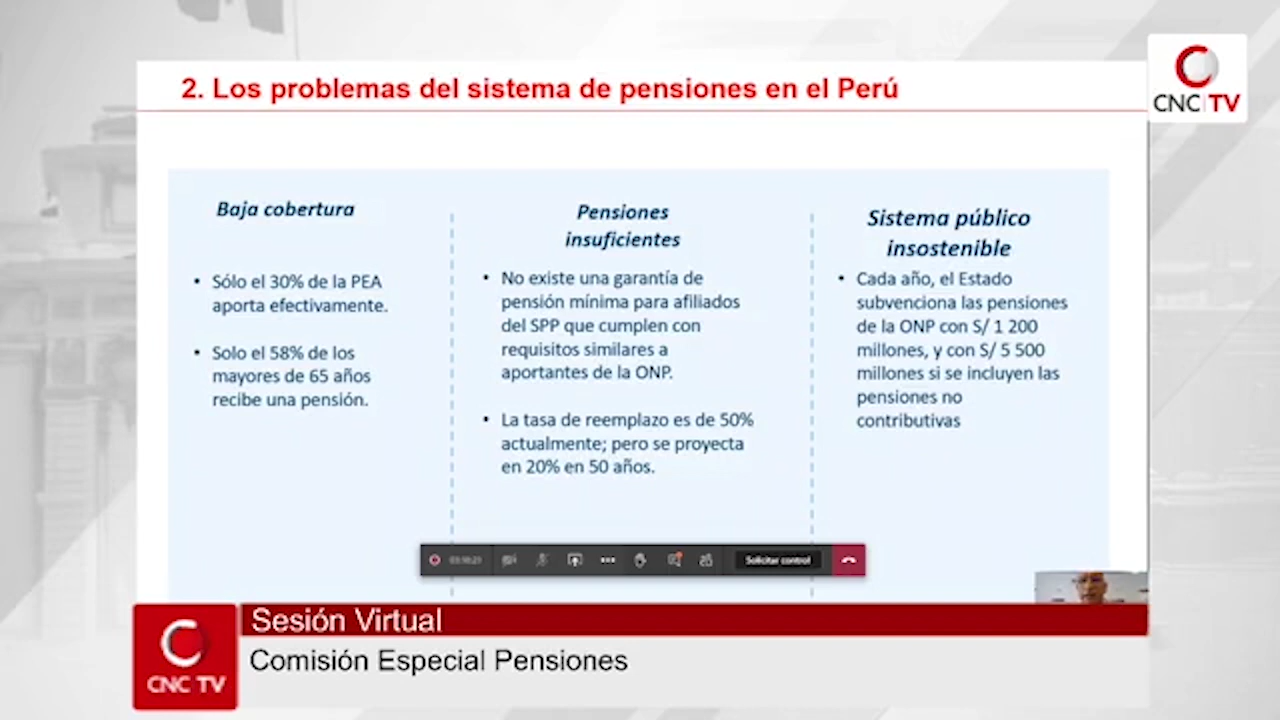 2. Los problemas del sistema de pensiones en el Perú
CNC TV
Baja cobertura
• Sólo el 30% de la PEA
aporta efectivamente.
• Solo el 58% de los
mayores de 65 años
recibe una pensión.
Pensiones
insuficientes
• No existe una garantía de
pensión mínima para afiliados
del SPP que cumplen con
requisitos similares a
aportantes de la ONP.
• La tasa de reemplazo es de 50%
actualmente; pero se proyecta
en 20% en 50 años.
Sistema público
insostenible
• Cada año, el Estado
subvenciona las pensiones
de la ONP con S/ 1 200
millones, y con S/ 5 500
millones si se incluyen las
pensiones no
contributivas
Solicitar control
Sesión Virtual
Comisión Especial Pensiones
CNC TV